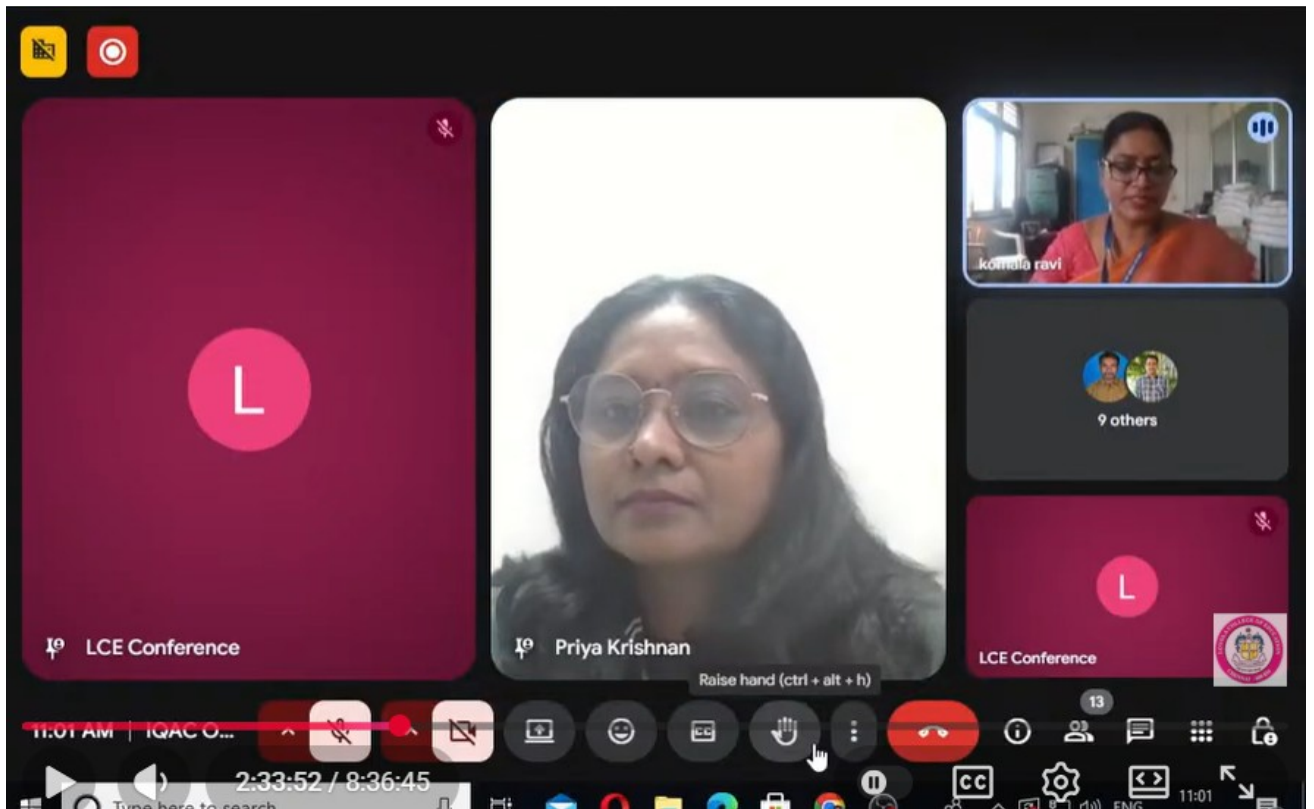 komala ravi
9 others
L
L
LCE Conference
Priya Krishnan
LCE Conference
Raise hand (ctrl + alt + h)
13
11:01 AM | IQAC O...
CC
2:33:52 / 8:36:45
CC
11:01
Type here to search
ENG